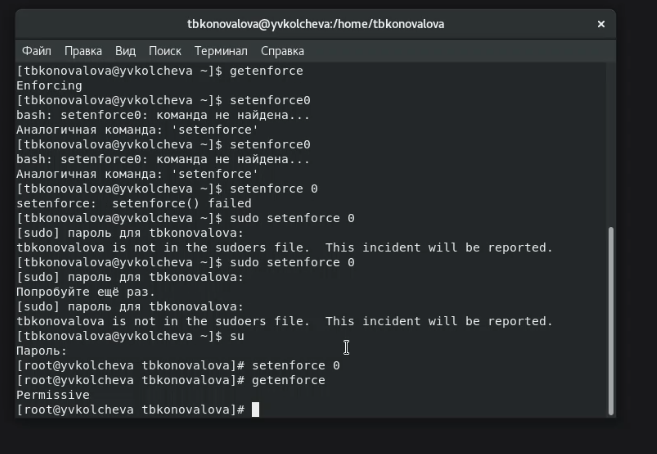 tbkonovalova@yvkolcheva:/home/tbkonovalova
Файл Правка Вид Поиск Терминал Справка
[tbkonovalova@yvkolcheva ~]$ getenforce
Enforcing
[tbkonovalova@yvkolcheva ~]$ setenforce0
bash: setenforce0: команда не найдена...
Аналогичная команда: 'setenforce'
[tbkonovalova@yvkolcheva ~]$ setenforce0
bash: setenforce0: команда не найдена...
Аналогичная команда: 'setenforce'
[tbkonovalova@yvkolcheva ~]$ setenforce 0
setenforce:  setenforce() failed
[tbkonovalova@yvkolcheva ~]$ sudo setenforce 0
[sudo] пароль для tbkonovalova:
tbkonovalova is not in the sudoers file.  This incident will be reported.
[tbkonovalova@yvkolcheva ~]$ sudo setenforce 0
[sudo] пароль для tbkonovalova:
Попробуйте ещё раз.
[sudo] пароль для tbkonovalova:
tbkonovalova is not in the sudoers file.  This incident will be reported.
[tbkonovalova@yvkolcheva ~]$ su
Пароль:
[root@yvkolcheva tbkonovalova]# setenforce 0
[root@yvkolcheva tbkonovalova]# getenforce
Permissive
[root@yvkolcheva tbkonovalova]#